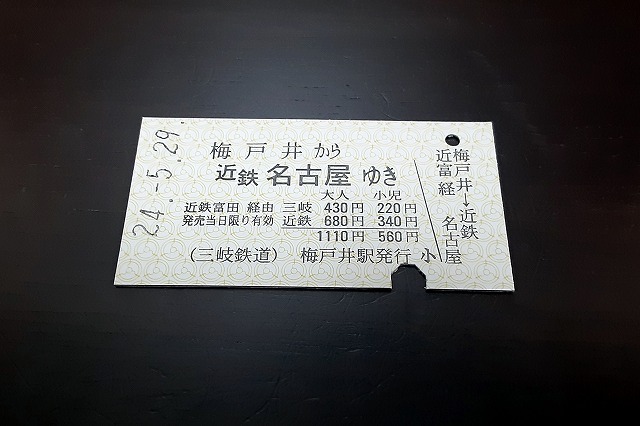 24.-5.29.
梅戸井から
近鉄名古屋ゆき
大人 小児
近鉄富田 経由 三岐 430円 220円
発売当日限り有効 近鉄 680円 340円
1110円 560円
(三岐鉄道) 梅戸井駅発行 小
梅戸井→近鉄名古屋
近富経